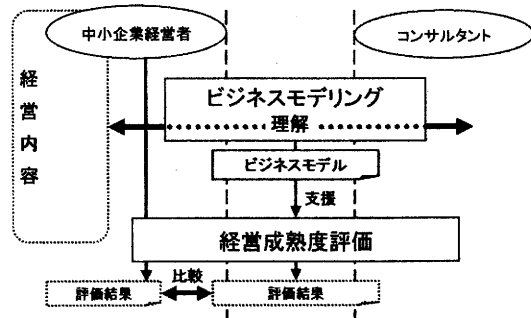 中小企業経営者
コンサルタント
経営内容
ビジネスモデリング
理解
ビジネスモデル
支援
経営成熟度評価
比較
評価結果
評価結果